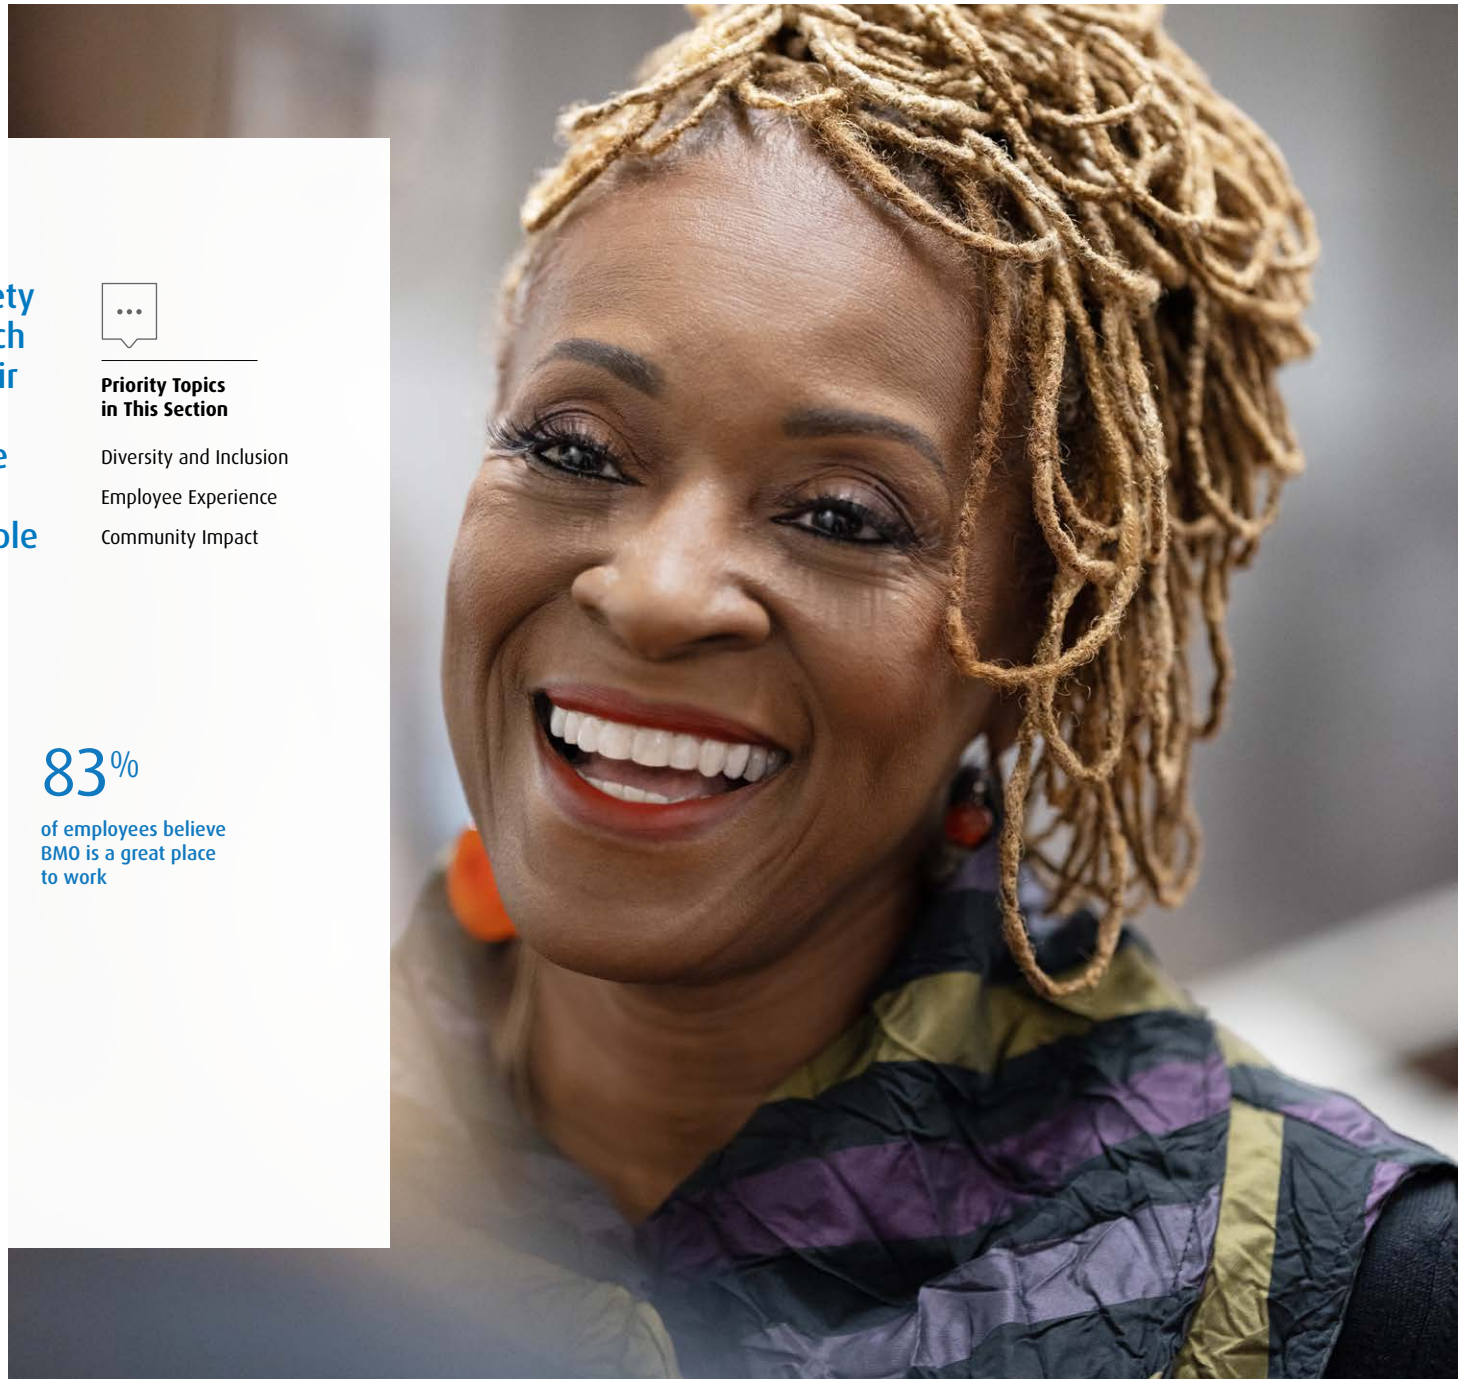 Priority Topics
in This Section
Diversity and Inclusion
Employee Experience
Community Impact
83%
of employees believe
BMO is a great place
to work